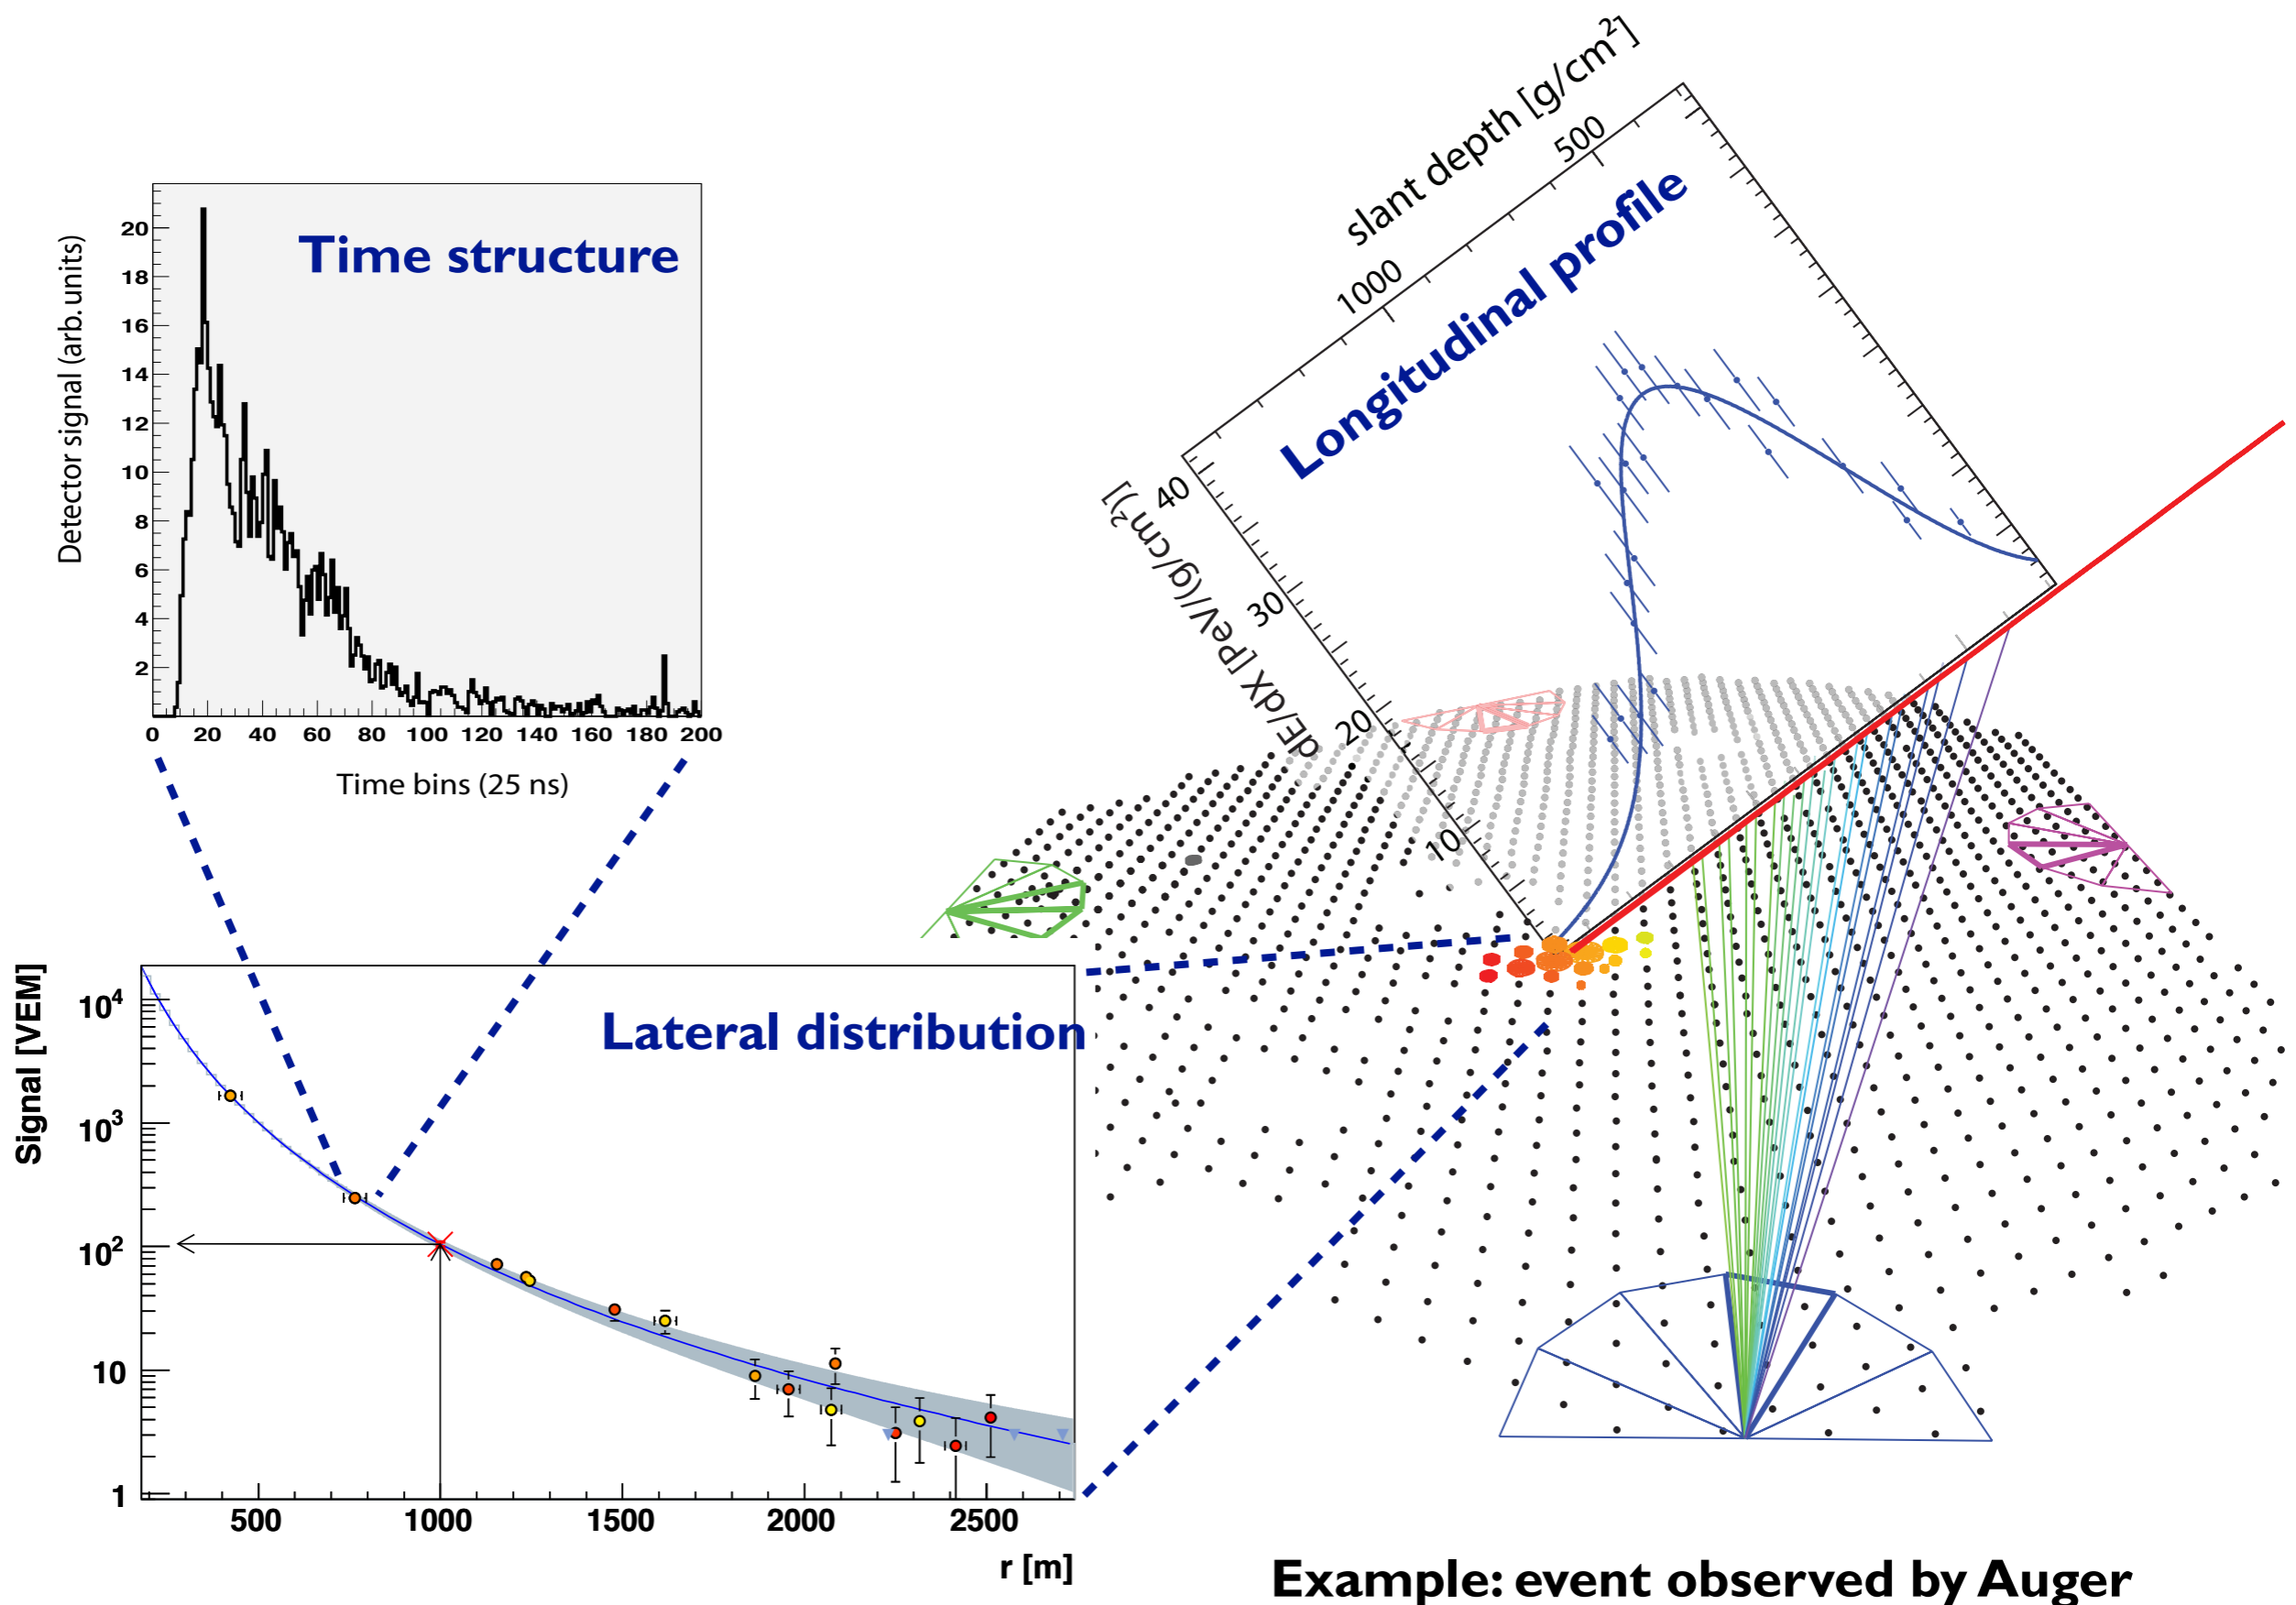 Time structure
Detector signal (arb. units)
20
18
16
14
12
10
8
6
4
2
0 20 40 60 80 100 120 140 160 180 200
Time bins (25 ns)
slant depth [g/cm²]
500
1000
Longitudinal profile
40
30
20
10
dE/dX [PeV/(g/cm²)]
Lateral distribution
Signal [VEM]
10⁴
10³
10²
10
1
500 1000 1500 2000 2500
r [m]
Example: event observed by Auger